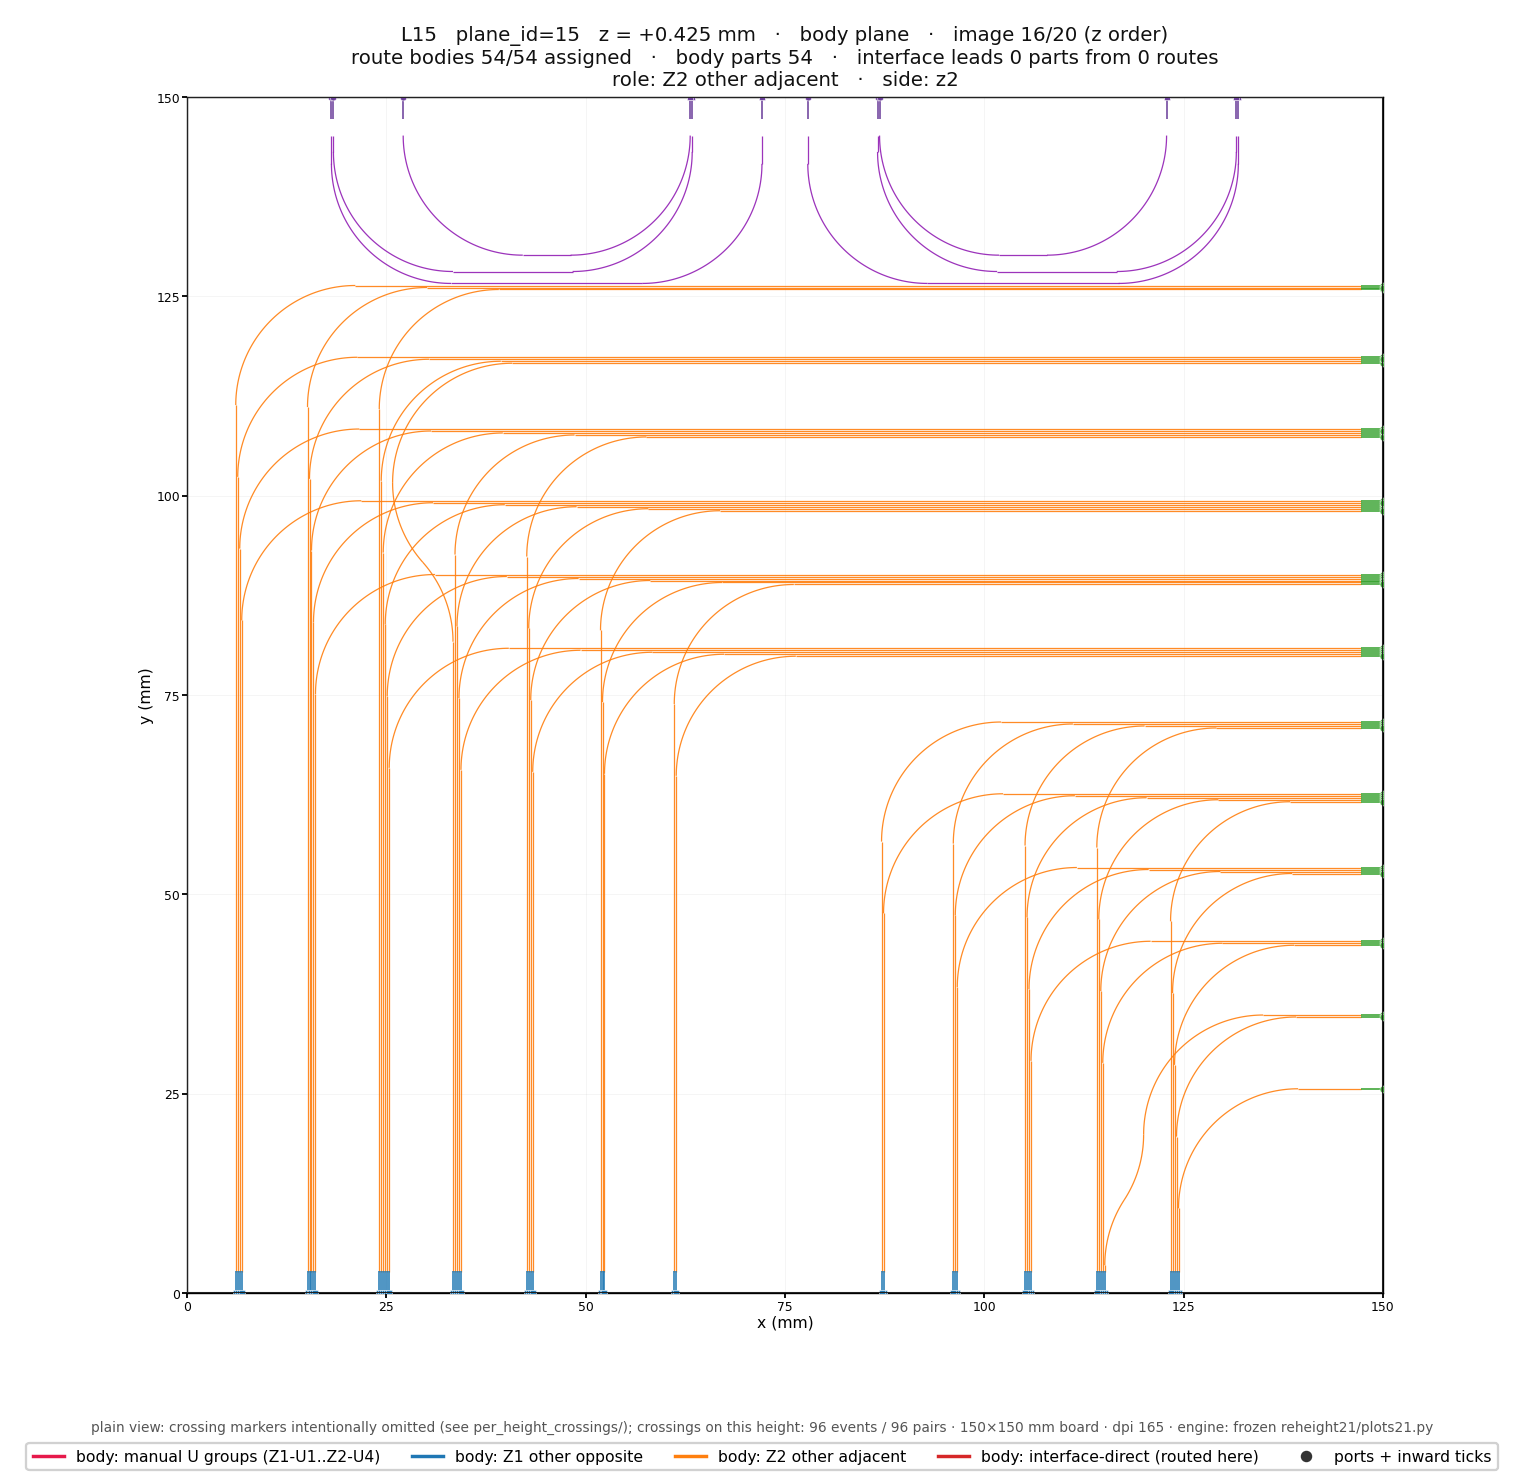 L15   plane_id=15   z = +0.425 mm   ·   body plane   ·   image 16/20 (z order)
route bodies 54/54 assigned   ·   body parts 54   ·   interface leads 0 parts from 0 routes
role: Z2 other adjacent   ·   side: z2
150
125
100
75
50
25
0
y (mm)
0 25 50 75 100 125 150
x (mm)
plain view: crossing markers intentionally omitted (see per_height_crossings/); crossings on this height: 96 events / 96 pairs · 150×150 mm board · dpi 165 · engine: frozen reheight21/plots21.py
body: manual U groups (Z1-U1..Z2-U4) body: Z1 other opposite body: Z2 other adjacent body: interface-direct (routed here) ports + inward ticks